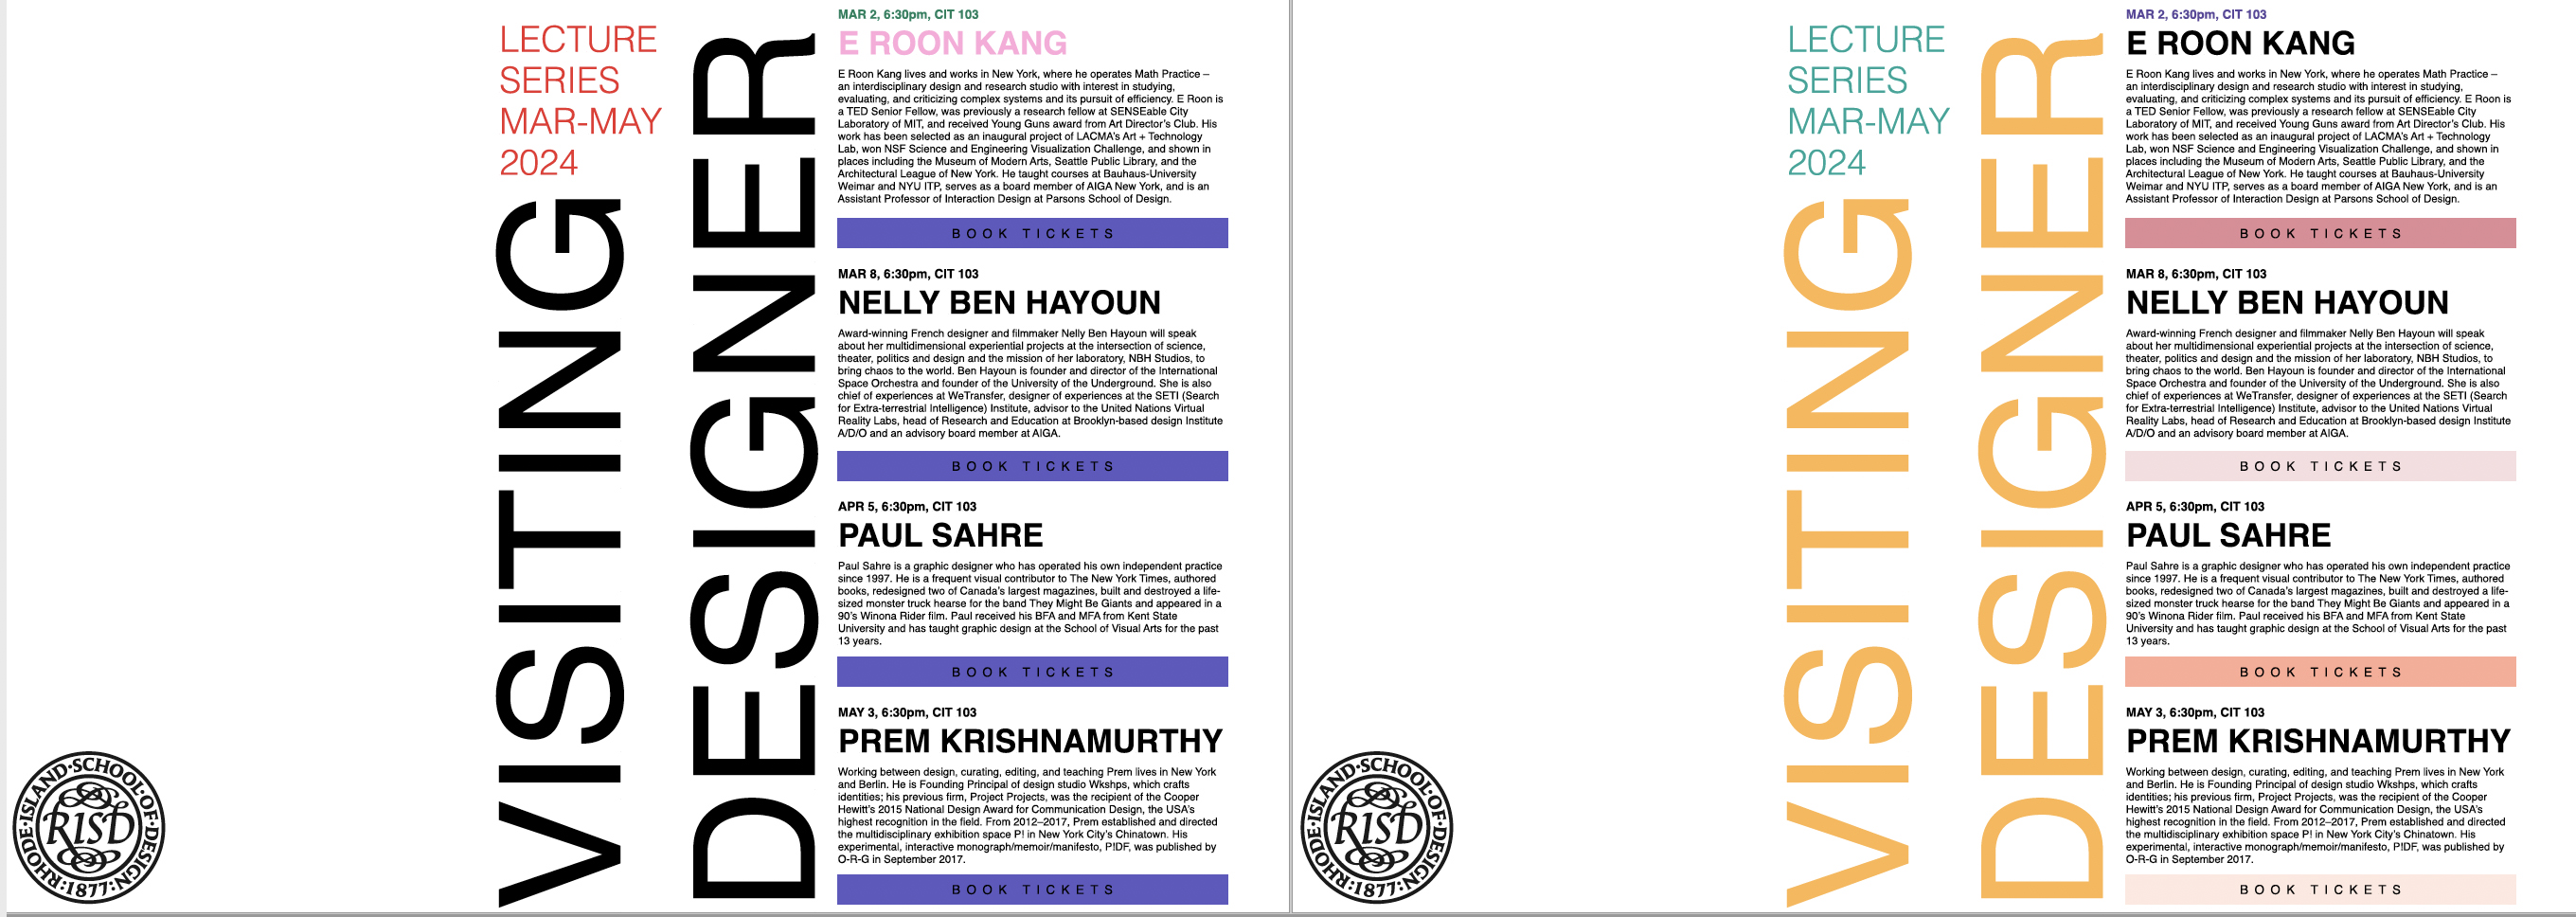 LECTURE
SERIES
MAR-MAY
2024
VISITING
DESIGNER
MAR 2, 6:30pm, CIT 103
E ROON KANG
E Roon Kang lives and works in New York, where he operates Math Practice –
an interdisciplinary design and research studio with interest in studying,
evaluating, and criticizing complex systems and its pursuit of efficiency. E Roon is
a TED Senior Fellow, was previously a research fellow at SENSEable City
Laboratory of MIT, and received Young Guns award from Art Director's Club. His
work has been selected as an inaugural project of LACMA's Art + Technology
Lab, won NSF Science and Engineering Visualization Challenge, and shown in
places including the Museum of Modern Arts, Seattle Public Library, and the
Architectural League of New York. He taught courses at Bauhaus-University
Weimar and NYU ITP, serves as a board member of AIGA New York, and is an
Assistant Professor of Interaction Design at Parsons School of Design.
BOOK TICKETS
MAR 8, 6:30pm, CIT 103
NELLY BEN HAYOUN
Award-winning French designer and filmmaker Nelly Ben Hayoun will speak
about her multidimensional experiential projects at the intersection of science,
theater, politics and design and the mission of her laboratory, NBH Studios, to
bring chaos to the world. Ben Hayoun is founder and director of the International
Space Orchestra and founder of the University of the Underground. She is also
chief of experiences at WeTransfer, designer of experiences at the SETI (Search
for Extra-terrestrial Intelligence) Institute, advisor to the United Nations Virtual
Reality Labs, head of Research and Education at Brooklyn-based design Institute
A/D/O and an advisory board member at AIGA.
BOOK TICKETS
APR 5, 6:30pm, CIT 103
PAUL SAHRE
Paul Sahre is a graphic designer who has operated his own independent practice
since 1997. He is a frequent visual contributor to The New York Times, authored
books, redesigned two of Canada's largest magazines, built and destroyed a life-
sized monster truck hearse for the band They Might Be Giants and appeared in a
90's Winona Rider film. Paul received his BFA and MFA from Kent State
University and has taught graphic design at the School of Visual Arts for the past
13 years.
BOOK TICKETS
MAY 3, 6:30pm, CIT 103
PREM KRISHNAMURTHY
Working between design, curating, editing, and teaching Prem lives in New York
and Berlin. He is Founding Principal of design studio Wkshps, which crafts
identities; his previous firm, Project Projects, was the recipient of the Cooper
Hewitt's 2015 National Design Award for Communication Design, the USA's
highest recognition in the field. From 2012–2017, Prem established and directed
the multidisciplinary exhibition space P! in New York City's Chinatown. His
experimental, interactive monograph/memoir/manifesto, P!DF, was published by
O-R-G in September 2017.
BOOK TICKETS
RHODE·ISLAND·SCHOOL·OF·DESIGN
RISD
:1877:
LECTURE
SERIES
MAR-MAY
2024
VISITING
DESIGNER
MAR 2, 6:30pm, CIT 103
E ROON KANG
E Roon Kang lives and works in New York, where he operates Math Practice –
an interdisciplinary design and research studio with interest in studying,
evaluating, and criticizing complex systems and its pursuit of efficiency. E Roon is
a TED Senior Fellow, was previously a research fellow at SENSEable City
Laboratory of MIT, and received Young Guns award from Art Director's Club. His
work has been selected as an inaugural project of LACMA's Art + Technology
Lab, won NSF Science and Engineering Visualization Challenge, and shown in
places including the Museum of Modern Arts, Seattle Public Library, and the
Architectural League of New York. He taught courses at Bauhaus-University
Weimar and NYU ITP, serves as a board member of AIGA New York, and is an
Assistant Professor of Interaction Design at Parsons School of Design.
BOOK TICKETS
MAR 8, 6:30pm, CIT 103
NELLY BEN HAYOUN
Award-winning French designer and filmmaker Nelly Ben Hayoun will speak
about her multidimensional experiential projects at the intersection of science,
theater, politics and design and the mission of her laboratory, NBH Studios, to
bring chaos to the world. Ben Hayoun is founder and director of the International
Space Orchestra and founder of the University of the Underground. She is also
chief of experiences at WeTransfer, designer of experiences at the SETI (Search
for Extra-terrestrial Intelligence) Institute, advisor to the United Nations Virtual
Reality Labs, head of Research and Education at Brooklyn-based design Institute
A/D/O and an advisory board member at AIGA.
BOOK TICKETS
APR 5, 6:30pm, CIT 103
PAUL SAHRE
Paul Sahre is a graphic designer who has operated his own independent practice
since 1997. He is a frequent visual contributor to The New York Times, authored
books, redesigned two of Canada's largest magazines, built and destroyed a life-
sized monster truck hearse for the band They Might Be Giants and appeared in a
90's Winona Rider film. Paul received his BFA and MFA from Kent State
University and has taught graphic design at the School of Visual Arts for the past
13 years.
BOOK TICKETS
MAY 3, 6:30pm, CIT 103
PREM KRISHNAMURTHY
Working between design, curating, editing, and teaching Prem lives in New York
and Berlin. He is Founding Principal of design studio Wkshps, which crafts
identities; his previous firm, Project Projects, was the recipient of the Cooper
Hewitt's 2015 National Design Award for Communication Design, the USA's
highest recognition in the field. From 2012–2017, Prem established and directed
the multidisciplinary exhibition space P! in New York City's Chinatown. His
experimental, interactive monograph/memoir/manifesto, P!DF, was published by
O-R-G in September 2017.
BOOK TICKETS
RHODE·ISLAND·SCHOOL·OF·DESIGN
RISD
:1877: